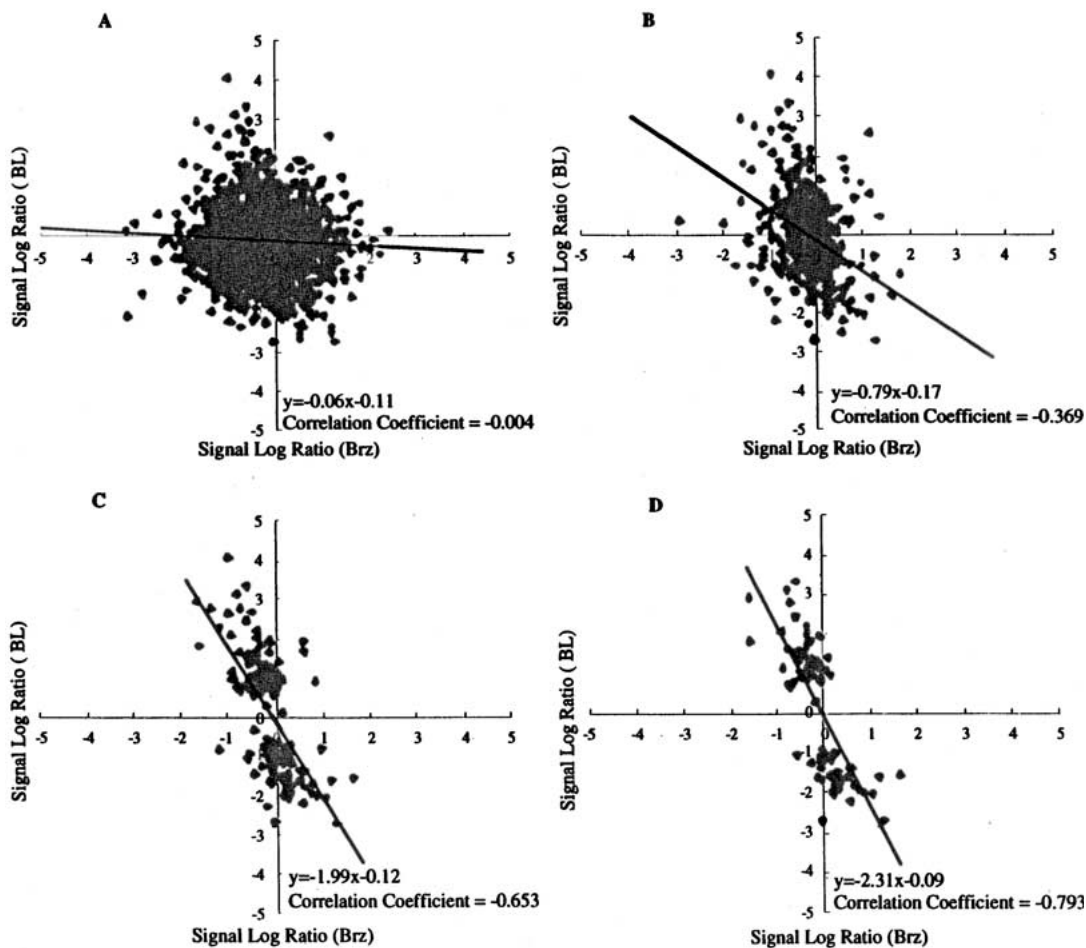 A
5
4
3
Signal Log Ratio ( BL)
-5 -4 -3 -2 2 3 4 5
-3
-4
-5
y=-0.06x-0.11
Correlation Coefficient = -0.004
Signal Log Ratio (Brz)
B
5
4
3
Signal Log Ratio ( BL)
-5 -4 -3 -2 -1 1 2 3 4 5
-2
-3
-4
-5
y=-0.79x-0.17
Correlation Coefficient = -0.369
Signal Log Ratio (Brz)
C
5
4
3
Signal Log Ratio ( BL)
-5 -4 -3 -2 -1 0 1 2 3 4 5
-2
-3
-4
-5
y=-1.99x-0.12
Correlation Coefficient = -0.653
Signal Log Ratio (Brz)
D
5
4
3
2
0
Signal Log Ratio ( BL)
-5 -4 -3 -2 -1 0 1 2 3 4 5
-2
-3
-4
-5
y=-2.31x-0.09
Correlation Coefficient = -0.793
Signal Log Ratio (Brz)